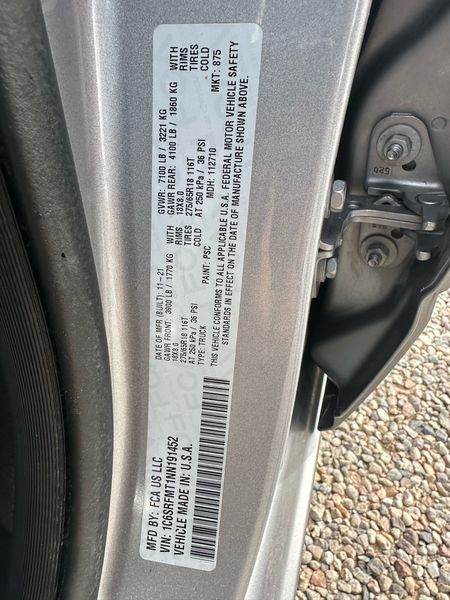 MFD BY: FCA US LLC
VIN: 1C6SRFMT1NN191452
VEHICLE MADE IN: U.S.A.
DATE OF MFR (BUILT): 11-21
GVWR: 7100 LB / 3221 KG
GAWR FRONT: 3900 LB / 1770 KG WITH
GAWR REAR: 4100 LB / 1860 KG WITH
18X8.0 RIMS
18X8.0 RIMS
275/65R18 116T TIRES
275/65R18 116T TIRES
AT 250 kPa / 36 PSI COLD
AT 250 kPa / 36 PSI COLD
TYPE: TRUCK
PAINT: PSC
MDH: 112710
MKT: 875
THIS VEHICLE CONFORMS TO ALL APPLICABLE U.S.A. FEDERAL MOTOR VEHICLE SAFETY
STANDARDS IN EFFECT ON THE DATE OF MANUFACTURE SHOWN ABOVE.